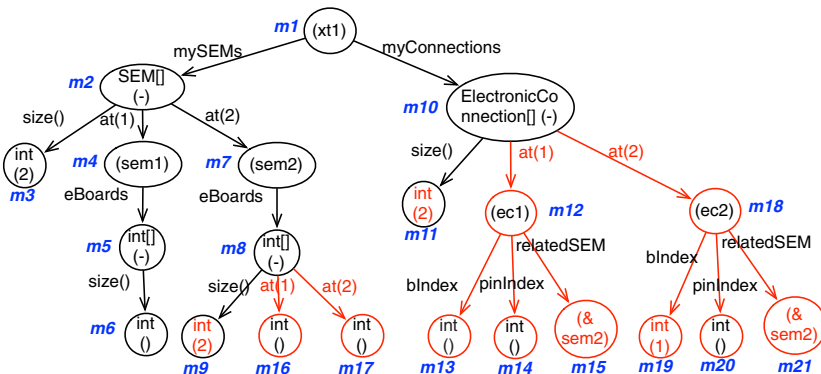 m1
(xt1)
mySEMs
myConnections
m2
SEM[]
(-)
m10
ElectronicCo
nnection[] (-)
size()
at(1)
at(2)
size()
at(1)
at(2)
int
(2)
m3
m4
(sem1)
m7
(sem2)
int
(2)
m11
(ec1)
m12
(ec2)
m18
eBoards
eBoards
m5
int[]
(-)
m8
int[]
(-)
size()
size()
at(1)
at(2)
bIndex
pinIndex
relatedSEM
bIndex
pinIndex
relatedSEM
m6
int
()
int
(2)
m9
int
()
m16
int
()
m17
int
()
m13
int
()
m14
(&
sem2)
m15
int
(1)
m19
int
()
m20
(&
sem2)
m21